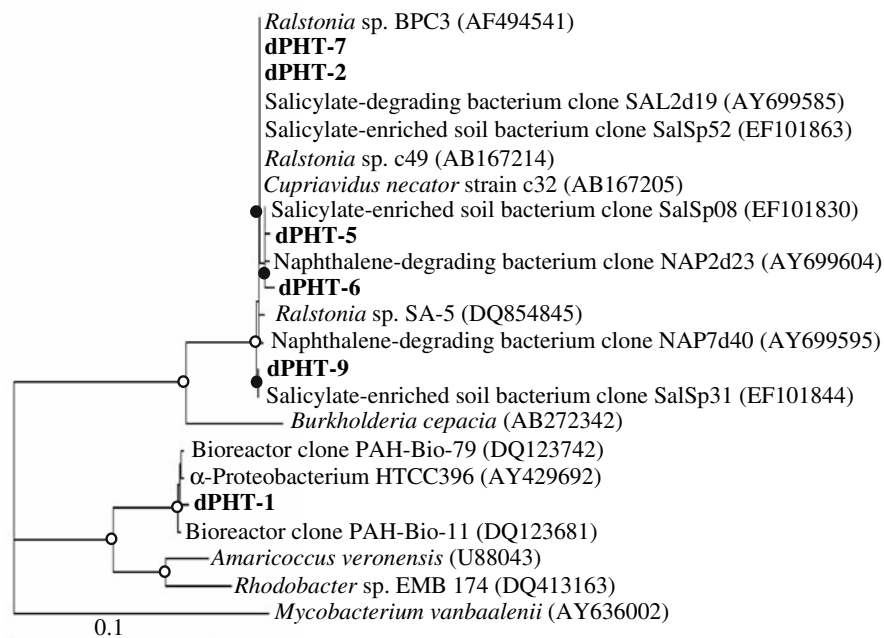 Ralstonia sp. BPC3 (AF494541)
dPHT-7
dPHT-2
Salicylate-degrading bacterium clone SAL2d19 (AY699585)
Salicylate-enriched soil bacterium clone SalSp52 (EF101863)
Ralstonia sp. c49 (AB167214)
Cupriavidus necator strain c32 (AB167205)
Salicylate-enriched soil bacterium clone SalSp08 (EF101830)
dPHT-5
Naphthalene-degrading bacterium clone NAP2d23 (AY699604)
dPHT-6
Ralstonia sp. SA-5 (DQ854845)
Naphthalene-degrading bacterium clone NAP7d40 (AY699595)
dPHT-9
Salicylate-enriched soil bacterium clone SalSp31 (EF101844)
Burkholderia cepacia (AB272342)
Bioreactor clone PAH-Bio-79 (DQ123742)
α-Proteobacterium HTCC396 (AY429692)
dPHT-1
Bioreactor clone PAH-Bio-11 (DQ123681)
Amaricoccus veronensis (U88043)
Rhodobacter sp. EMB 174 (DQ413163)
Mycobacterium vanbaalenii (AY636002)
0.1